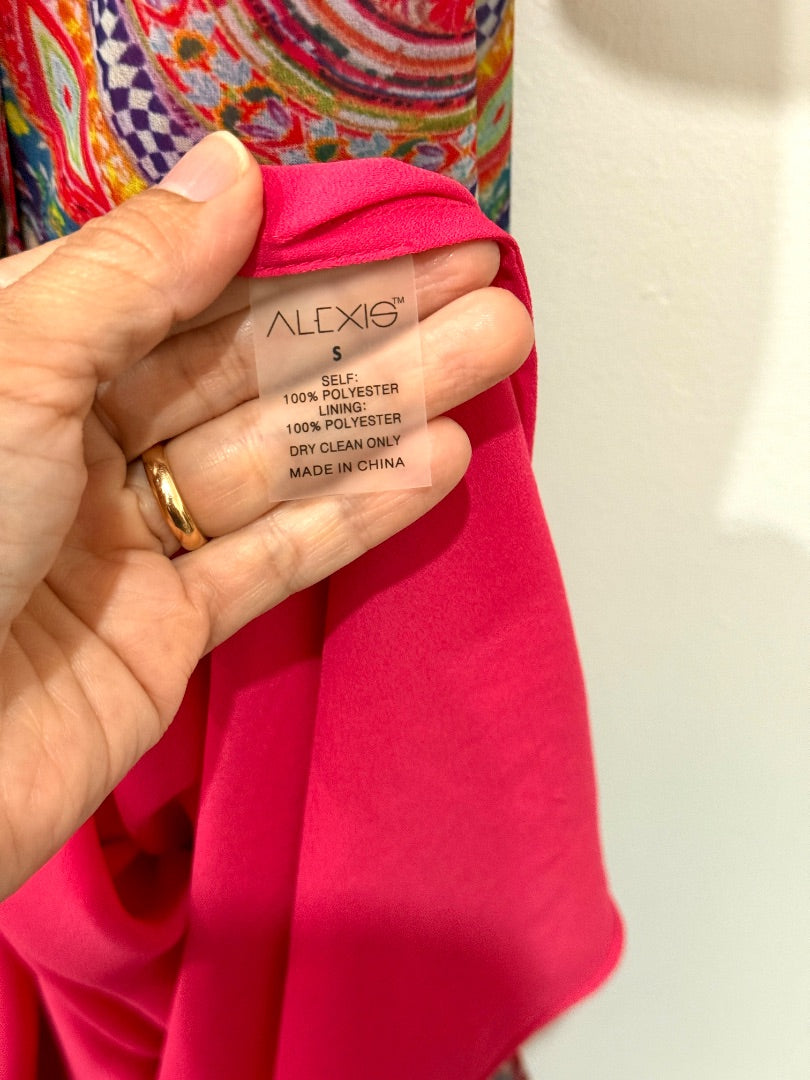 ALEXIS™
S
SELF:
100% POLYESTER
LINING:
100% POLYESTER
DRY CLEAN ONLY
MADE IN CHINA